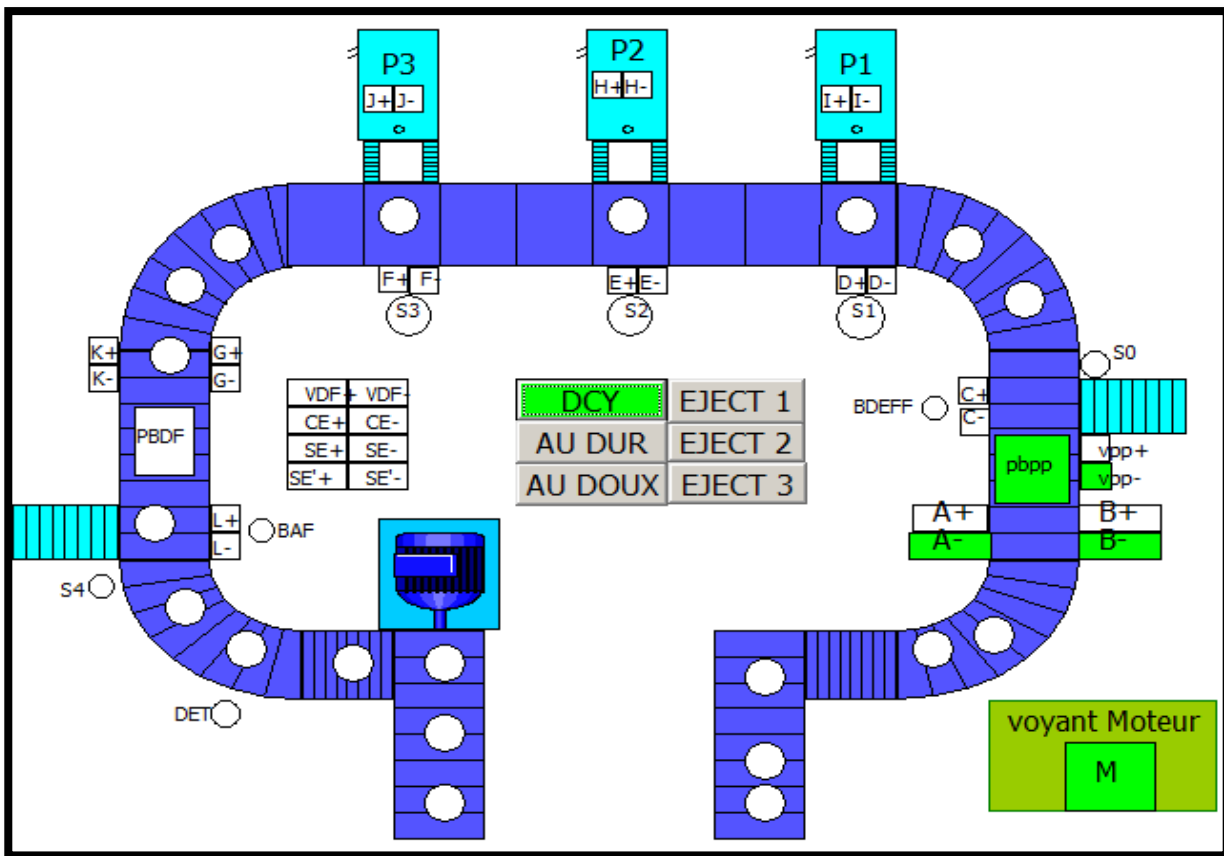 P3
P2
P1
J+ J-
H+ H-
I+ I-
F+ F-
E+ E-
D+ D-
S3
S2
S1
K+
K-
G+
G-
S0
VDF+ VDF-
CE+ CE-
SE+ SE-
SE'+ SE'-
DCY
EJECT 1
AU DUR
EJECT 2
AU DOUX
EJECT 3
BDEFF
C+
C-
PBDF
pbpp
vpp+
vpp-
L+
L-
BAF
A+
A-
B+
B-
S4
DET
voyant Moteur
M